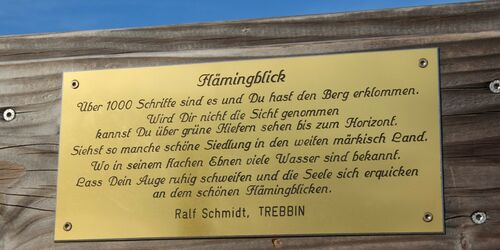 Hämingblick
Über 1000 Schritte sind es und Du hast den Berg erklommen.
Wird Dir nicht die Sicht genommen
kannst Du über grüne Kiefern sehen bis zum Horizont.
Siehst so manche schöne Siedlung in den weiten märkisch Land.
Wo in seinem flachen Ebnen viele Wasser sind bekannt.
Lass Dein Auge ruhig schweifen und die Seele sich erquicken
an dem schönen Hämingblicken.
Ralf Schmidt, TREBBIN